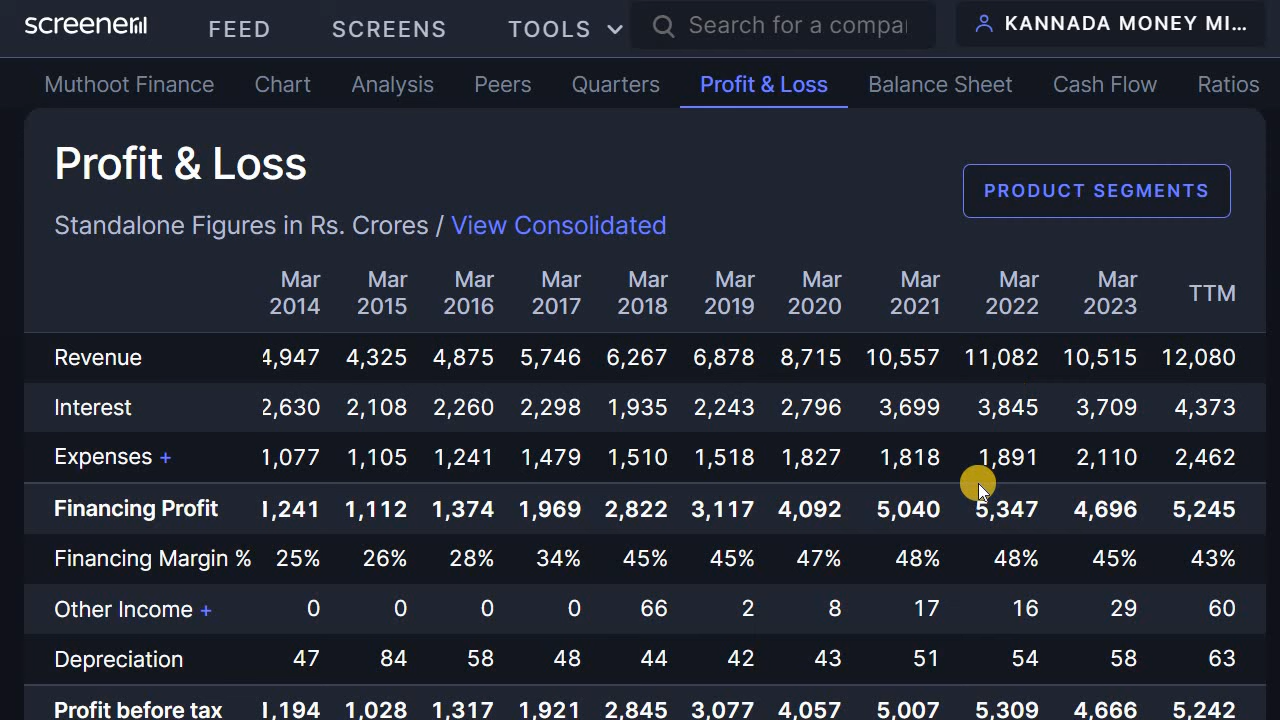 screener
FEED SCREENS TOOLS Search for a compai KANNADA MONEY MI...
Muthoot Finance Chart Analysis Peers Quarters Profit & Loss Balance Sheet Cash Flow Ratios
Profit & Loss
PRODUCT SEGMENTS
Standalone Figures in Rs. Crores / View Consolidated
Mar 2014 Mar 2015 Mar 2016 Mar 2017 Mar 2018 Mar 2019 Mar 2020 Mar 2021 Mar 2022 Mar 2023 TTM
Revenue 4,947 4,325 4,875 5,746 6,267 6,878 8,715 10,557 11,082 10,515 12,080
Interest 2,630 2,108 2,260 2,298 1,935 2,243 2,796 3,699 3,845 3,709 4,373
Expenses + 1,077 1,105 1,241 1,479 1,510 1,518 1,827 1,818 1,891 2,110 2,462
Financing Profit 1,241 1,112 1,374 1,969 2,822 3,117 4,092 5,040 5,347 4,696 5,245
Financing Margin % 25% 26% 28% 34% 45% 45% 47% 48% 48% 45% 43%
Other Income + 0 0 0 0 66 2 8 17 16 29 60
Depreciation 47 84 58 48 44 42 43 51 54 58 63
Profit before tax 1,194 1,028 1,317 1,921 2,845 3,077 4,057 5,007 5,309 4,666 5,242